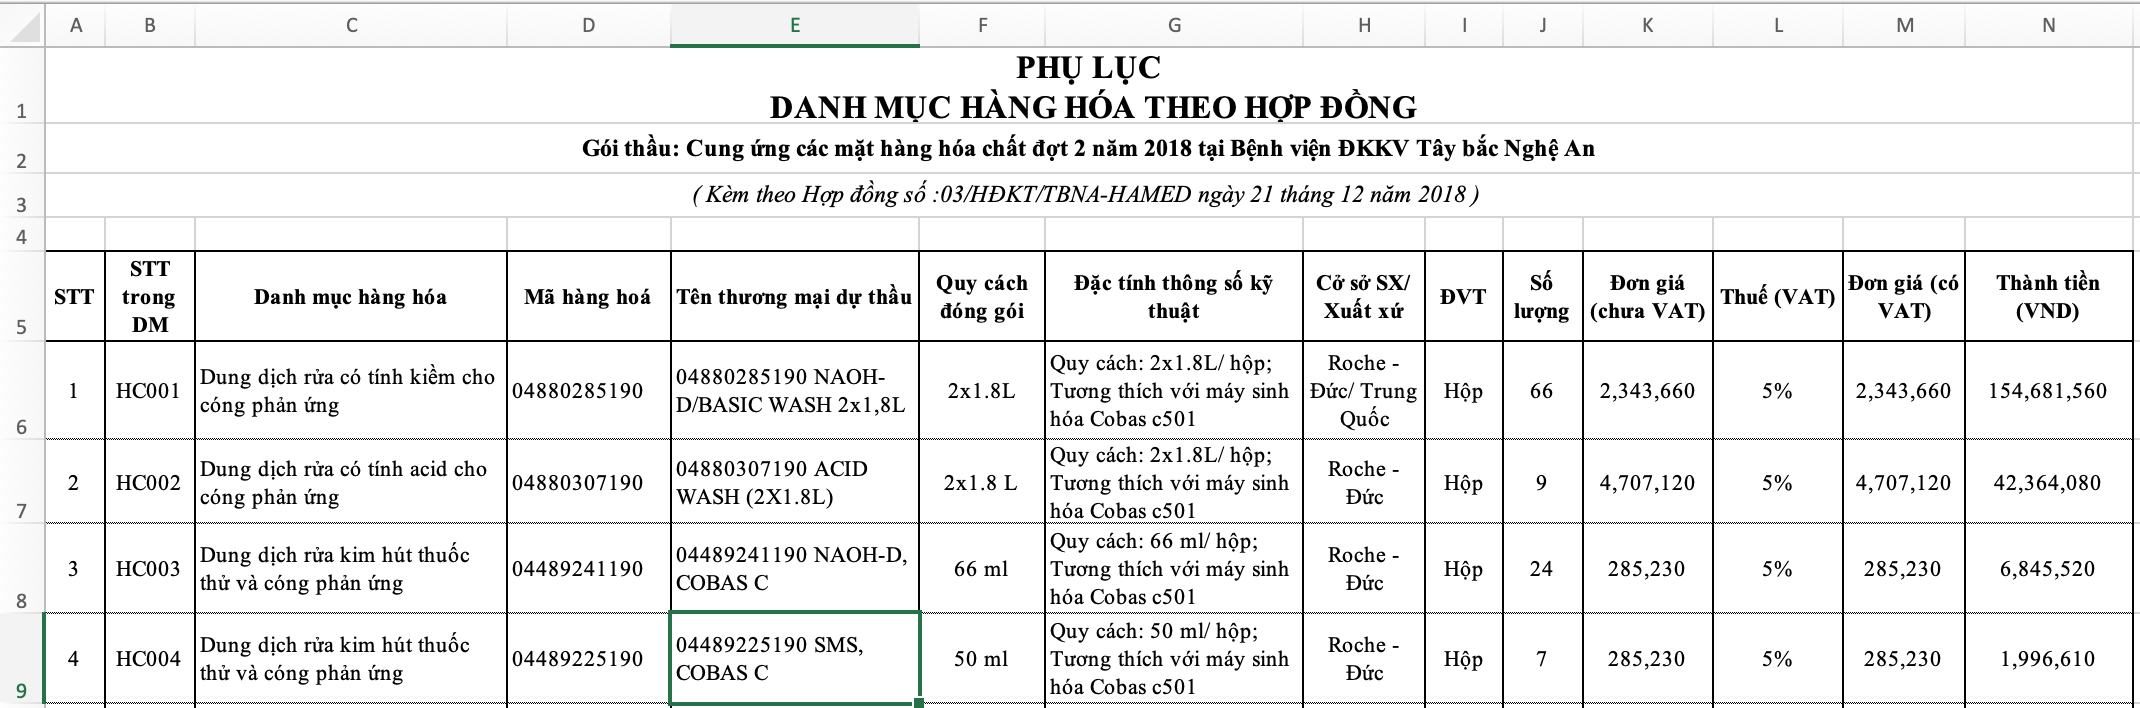 A B C D E F G H I J K L M N
1 PHỤ LỤC
DANH MỤC HÀNG HÓA THEO HỢP ĐỒNG
2 Gói thầu: Cung ứng các mặt hàng hóa chất đợt 2 năm 2018 tại Bệnh viện ĐKKV Tây bắc Nghệ An
3 ( Kèm theo Hợp đồng số :03/HĐKT/TBNA-HAMED ngày 21 tháng 12 năm 2018 )
4
5
STT
STT
trong
DM
Danh mục hàng hóa
Mã hàng hoá
Tên thương mại dự thầu
Quy cách
đóng gói
Đặc tính thông số kỹ
thuật
Cở sở SX/
Xuất xứ
ĐVT
Số
lượng
Đơn giá
(chưa VAT)
Thuế (VAT)
Đơn giá (có
VAT)
Thành tiền
(VND)
6
1
HC001
Dung dịch rửa có tính kiềm cho
cóng phản ứng
04880285190
04880285190 NAOH-
D/BASIC WASH 2x1,8L
2x1.8L
Quy cách: 2x1.8L/ hộp;
Tương thích với máy sinh
hóa Cobas c501
Roche -
Đức/ Trung
Quốc
Hộp
66
2,343,660
5%
2,343,660
154,681,560
7
2
HC002
Dung dịch rửa có tính acid cho
cóng phản ứng
04880307190
04880307190 ACID
WASH (2X1.8L)
2x1.8 L
Quy cách: 2x1.8L/ hộp;
Tương thích với máy sinh
hóa Cobas c501
Roche -
Đức
Hộp
9
4,707,120
5%
4,707,120
42,364,080
8
3
HC003
Dung dịch rửa kim hút thuốc
thử và cóng phản ứng
04489241190
04489241190 NAOH-D,
COBAS C
66 ml
Quy cách: 66 ml/ hộp;
Tương thích với máy sinh
hóa Cobas c501
Roche -
Đức
Hộp
24
285,230
5%
285,230
6,845,520
9
4
HC004
Dung dịch rửa kim hút thuốc
thử và cóng phản ứng
04489225190
04489225190 SMS,
COBAS C
50 ml
Quy cách: 50 ml/ hộp;
Tương thích với máy sinh
hóa Cobas c501
Roche -
Đức
Hộp
7
285,230
5%
285,230
1,996,610